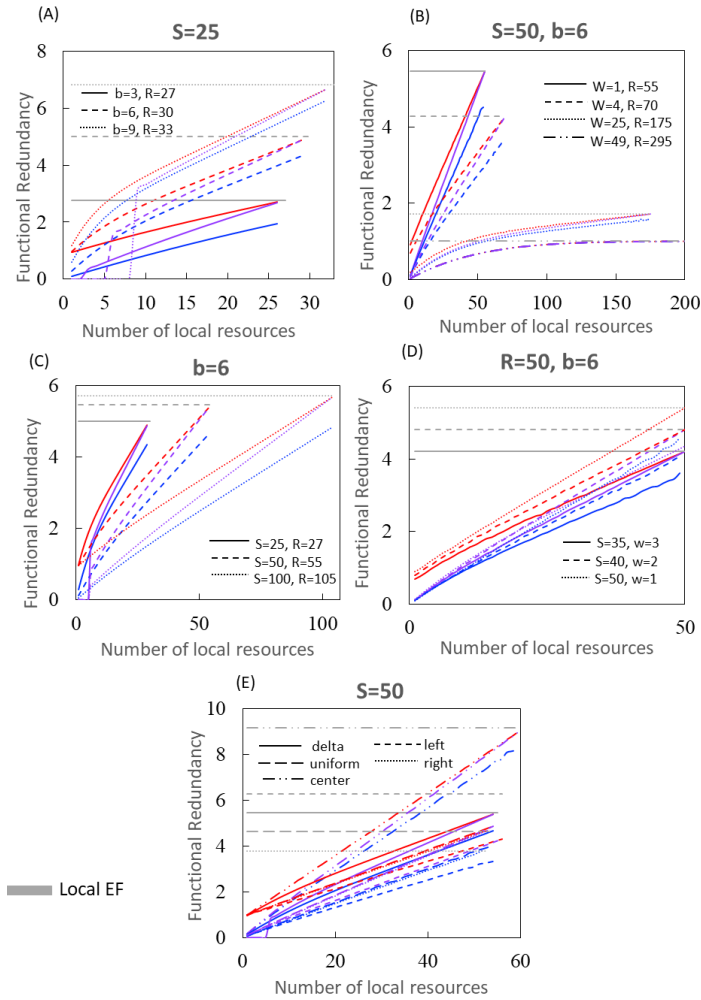 (A)
S=25
Functional Redundancy
8
6
4
2
0
b=3, R=27
b=6, R=30
b=9, R=33
0 5 10 15 20 25 30
Number of local resources
(B)
S=50, b=6
Functional Redundancy
6
4
2
0
W=1, R=55
W=4, R=70
W=25, R=175
W=49, R=295
0 50 100 150 200
Number of local resources
(C)
b=6
Functional Redundancy
6
4
2
0
S=25, R=27
S=50, R=55
S=100, R=105
0 50 100
Number of local resources
(D)
R=50, b=6
Functional Redundancy
6
4
2
0
S=35, w=3
S=40, w=2
S=50, w=1
0 50
Number of local resources
(E)
S=50
Functional Redundancy
10
8
6
4
2
0
delta
uniform
center
left
right
0 20 40 60
Number of local resources
Local EF